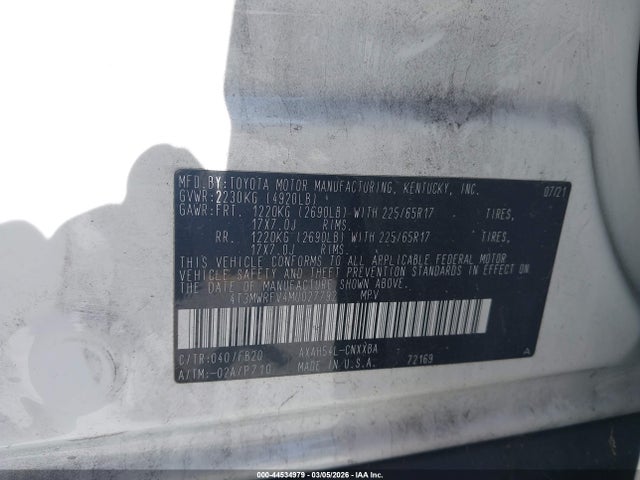 MFD. BY: TOYOTA MOTOR MANUFACTURING, KENTUCKY, INC. 07/21
GVWR: 2230KG (4920LB)
GAWR: FRT. 1220KG (2690LB) WITH 225/65R17 TIRES,
17X7.0J RIMS.
RR. 1220KG (2690LB) WITH 225/65R17 TIRES,
17X7.0J RIMS.
THIS VEHICLE CONFORMS TO ALL APPLICABLE FEDERAL MOTOR
VEHICLE SAFETY AND THEFT PREVENTION STANDARDS IN EFFECT ON
THE DATE OF MANUFACTURE SHOWN ABOVE.
4T3MWRFV4MU027792 MPV
C/TR: 040/FB20 AXAH54L-CNXXBA
A/TM: -02A/P710 MADE IN U.S.A. 72169 A
000-44534979 - 03/05/2026 - IAA Inc.